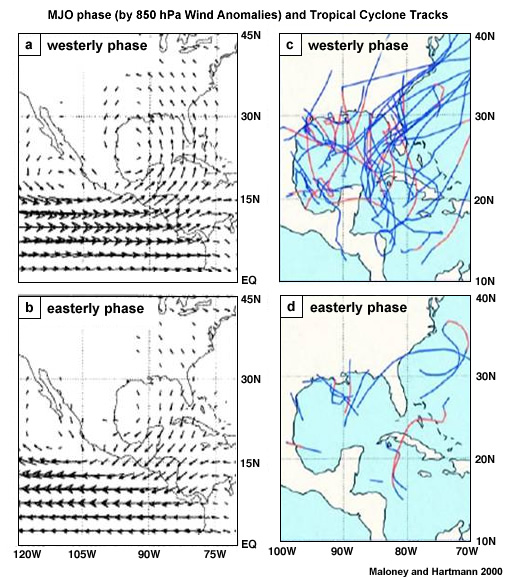 MJO phase (by 850 hPa Wind Anomalies) and Tropical Cyclone Tracks
a westerly phase
45N
30N
15N
EQ
c westerly phase
40N
30N
20N
10N
b easterly phase
45N
30N
15N
EQ
120W 105W 90W 75W
d easterly phase
40N
30N
20N
10N
100W 90W 80W 70W
Maloney and Hartmann 2000